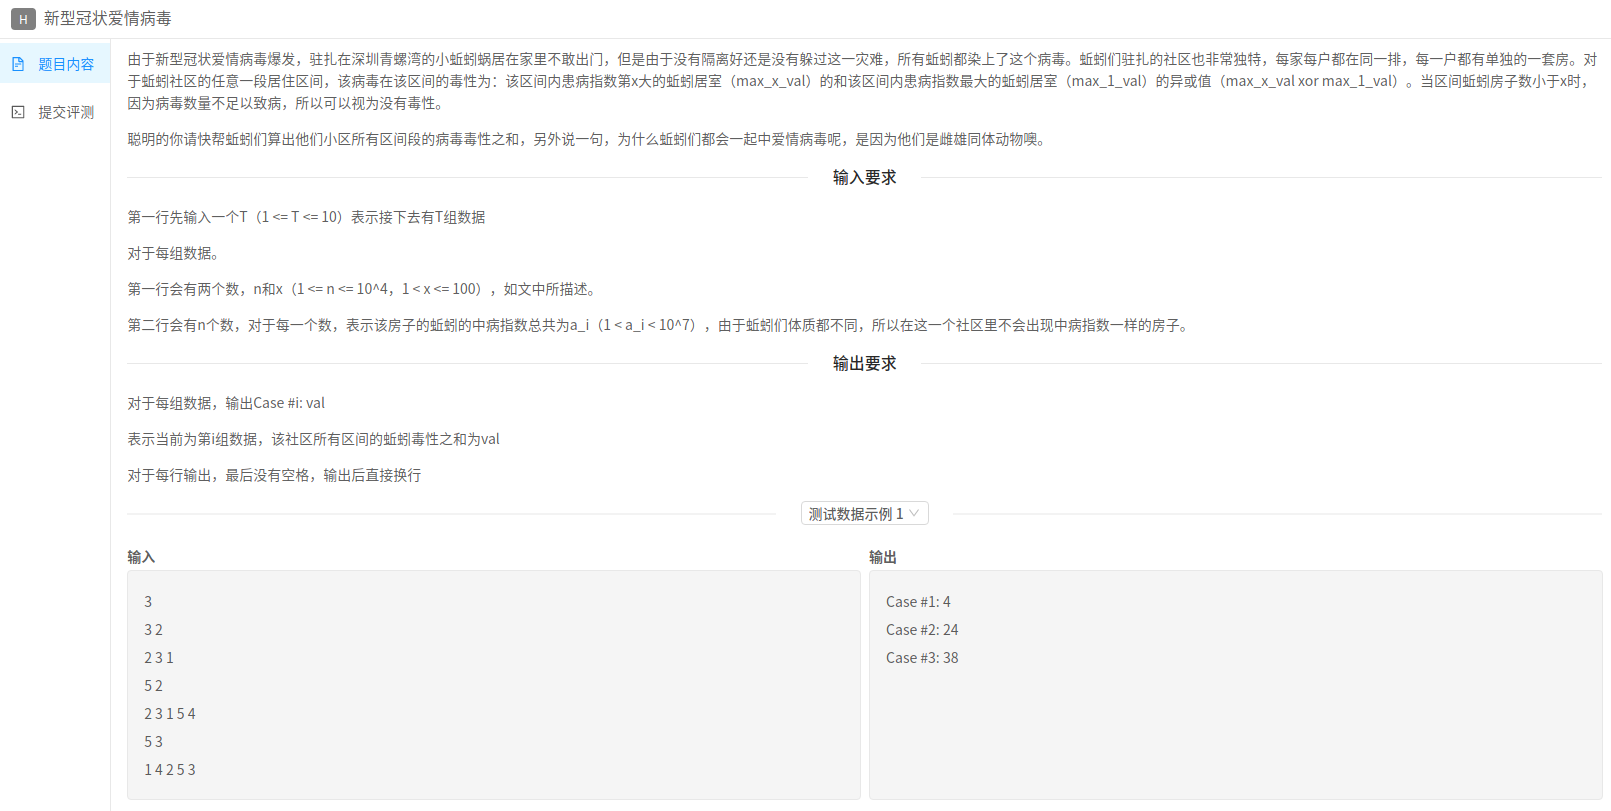 H 新型冠状爱情病毒
题目内容
提交评测
由于新型冠状爱情病毒爆发，驻扎在深圳青螺湾的小蚯蚓蜗居在家里不敢出门，但是由于没有隔离好还是没有躲过这一灾难，所有蚯蚓都染上了这个病毒。蚯蚓们驻扎的社区也非常独特，每家每户都在同一排，每一户都有单独的一套房。对
于蚯蚓社区的任意一段居住区间，该病毒在该区间的毒性为：该区间内患病指数第x大的蚯蚓居室（max_x_val）的和该区间内患病指数最大的蚯蚓居室（max_1_val）的异或值（max_x_val xor max_1_val）。当区间蚯蚓房子数小于x时，
因为病毒数量不足以致病，所以可以视为没有毒性。
聪明的你请快帮蚯蚓们算出他们小区所有区间段的病毒毒性之和，另外说一句，为什么蚯蚓们都会一起中爱情病毒呢，是因为他们是雌雄同体动物噢。
输入要求
第一行先输入一个T（1 <= T <= 10）表示接下去有T组数据
对于每组数据。
第一行会有两个数，n和x（1 <= n <= 10^4，1 < x <= 100），如文中所描述。
第二行会有n个数，对于每一个数，表示该房子的蚯蚓的中病指数总共为a_i（1 < a_i < 10^7），由于蚯蚓们体质都不同，所以在这一个社区里不会出现中病指数一样的房子。
输出要求
对于每组数据，输出Case #i: val
表示当前为第i组数据，该社区所有区间的蚯蚓毒性之和为val
对于每行输出，最后没有空格，输出后直接换行
测试数据示例 1
输入
3
3 2
2 3 1
5 2
2 3 1 5 4
5 3
1 4 2 5 3
输出
Case #1: 4
Case #2: 24
Case #3: 38